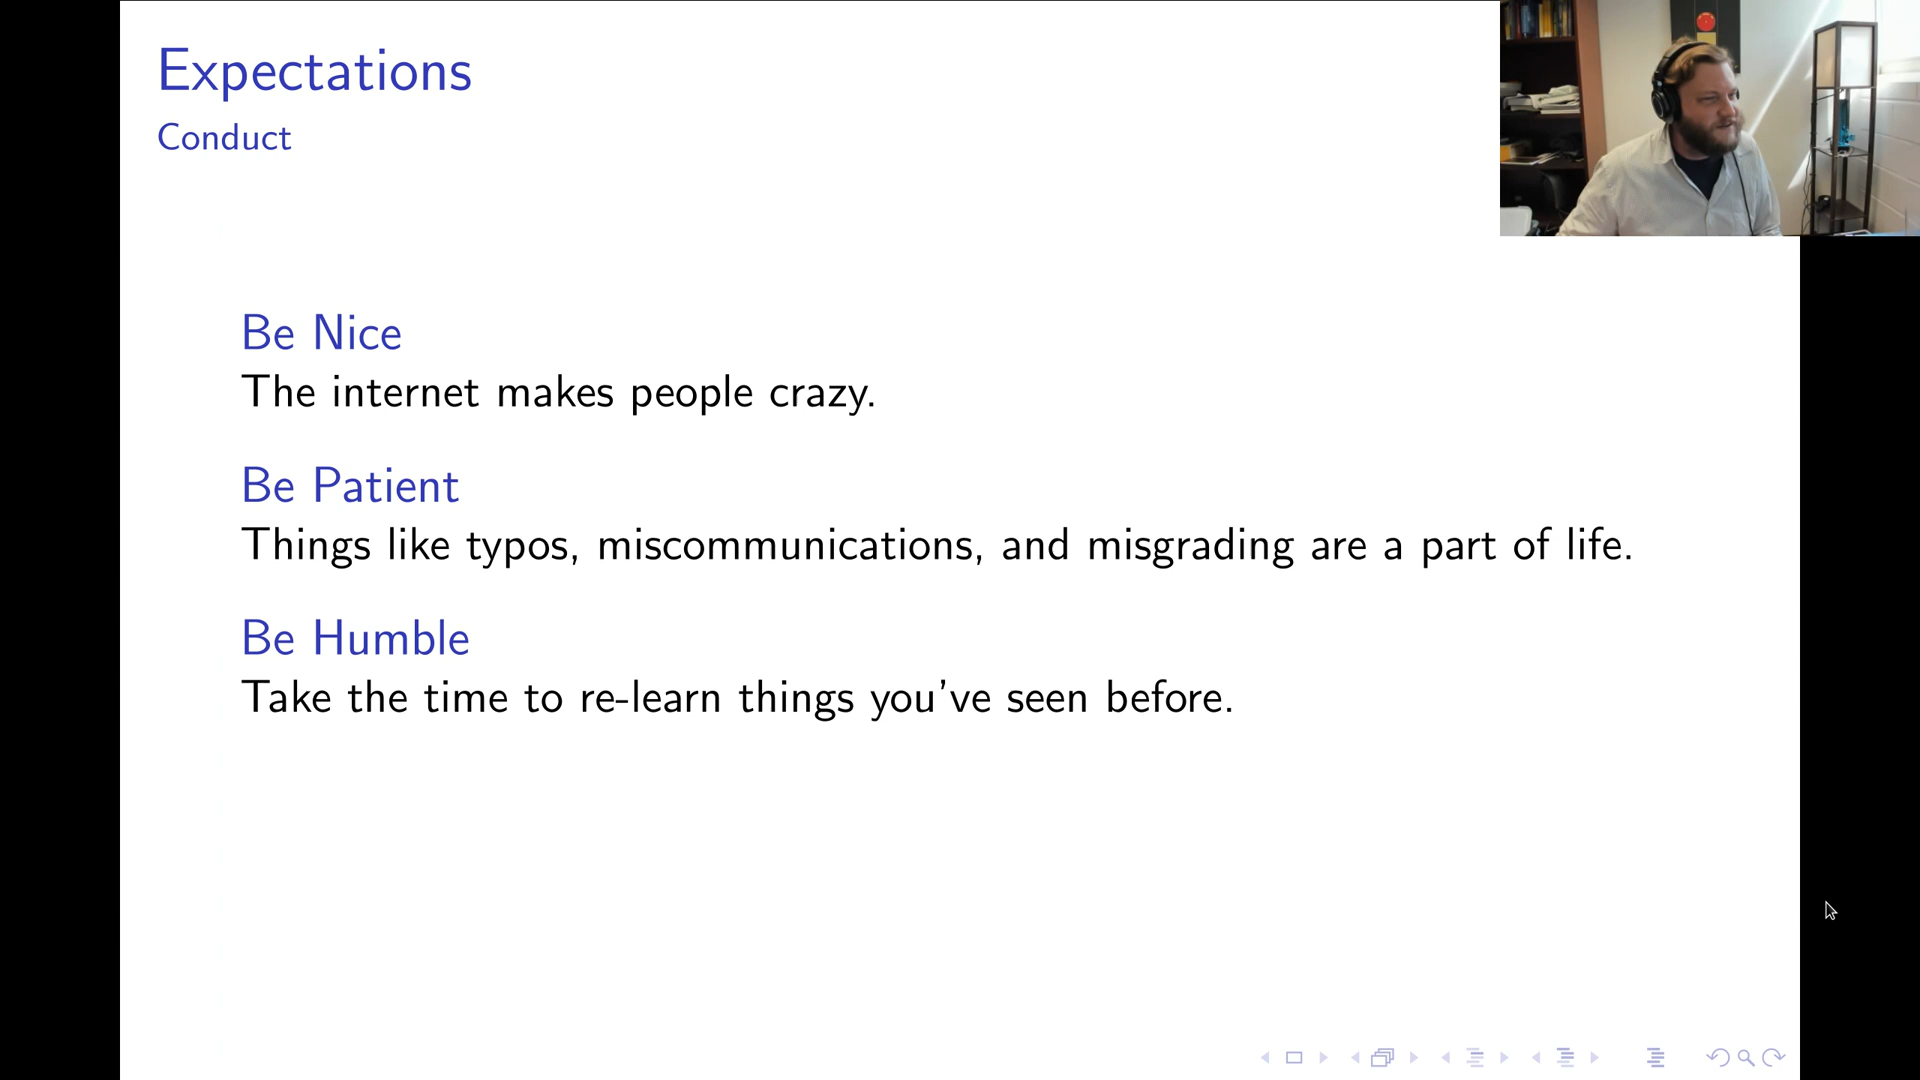 Expectations
Conduct
Be Nice
The internet makes people crazy.
Be Patient
Things like typos, miscommunications, and misgrading are a part of life.
Be Humble
Take the time to re-learn things you've seen before.